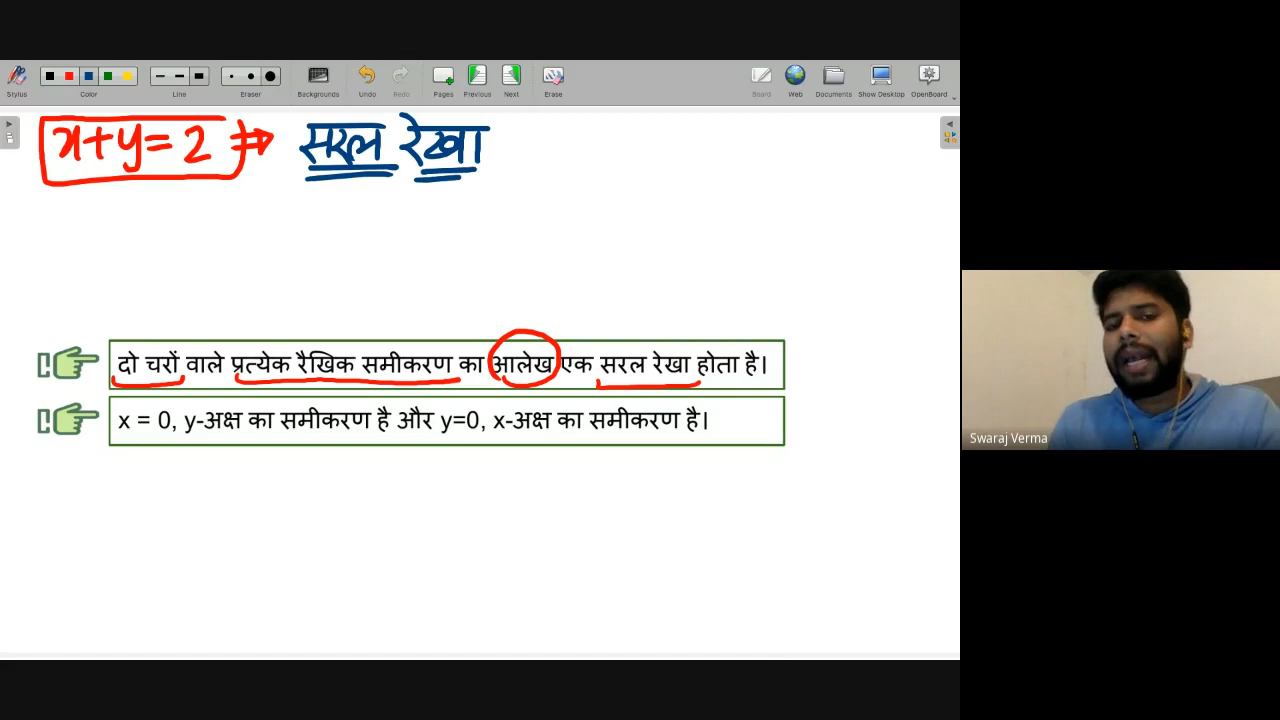 Stylus Color Line Eraser Backgrounds Undo Redo Pages Previous Next Erase Board Web Documents Show Desktop OpenBoard
x+y=2 ⇒ सरल रेखा
दो चरों वाले प्रत्येक रैखिक समीकरण का आलेख एक सरल रेखा होता है।
x = 0, y-अक्ष का समीकरण है और y=0, x-अक्ष का समीकरण है।
Swaraj Verma